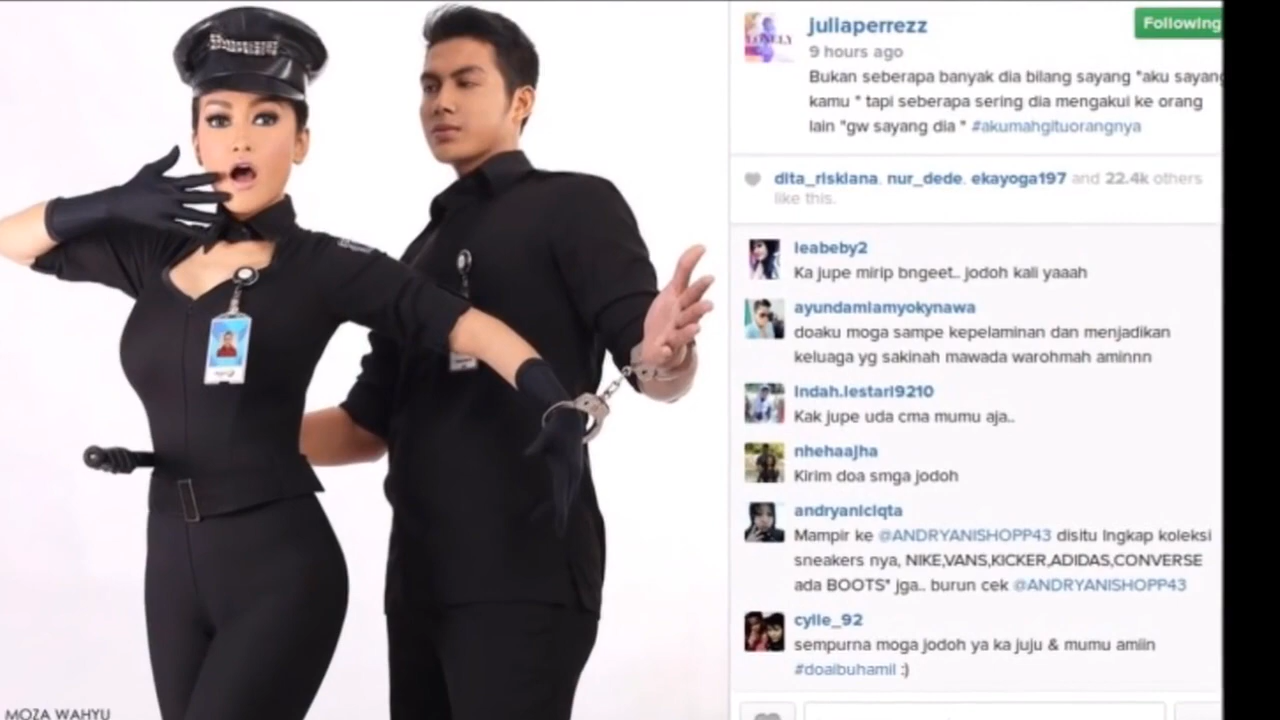 juliaperrezz
Following
9 hours ago
Bukan seberapa banyak dia bilang sayang "aku sayang
kamu " tapi seberapa sering dia mengakui ke orang
lain "gw sayang dia " #akumahgituorangnya
dita_riskiana, nur_dede, ekayoga197 and 22.4k others
like this.
leabeby2
Ka jupe mirip bngeet.. jodoh kali yaaah
ayundamiamyokynawa
doaku moga sampe kepelaminan dan menjadikan
keluaga yg sakinah mawada warohmah aminnn
indah.lestari9210
Kak jupe uda cma mumu aja..
nhehaajha
Kirim doa smga jodoh
andryaniciqta
Mampir ke @ANDRYANISHOPP43 disitu lngkap koleksi
sneakers nya, NIKE,VANS,KICKER,ADIDAS,CONVERSE
ada BOOTS" jga.. burun cek @ANDRYANISHOPP43
cylle_92
sempurna moga jodoh ya ka juju & mumu amiin
#doaibuhamil :)
MOZA WAHYU